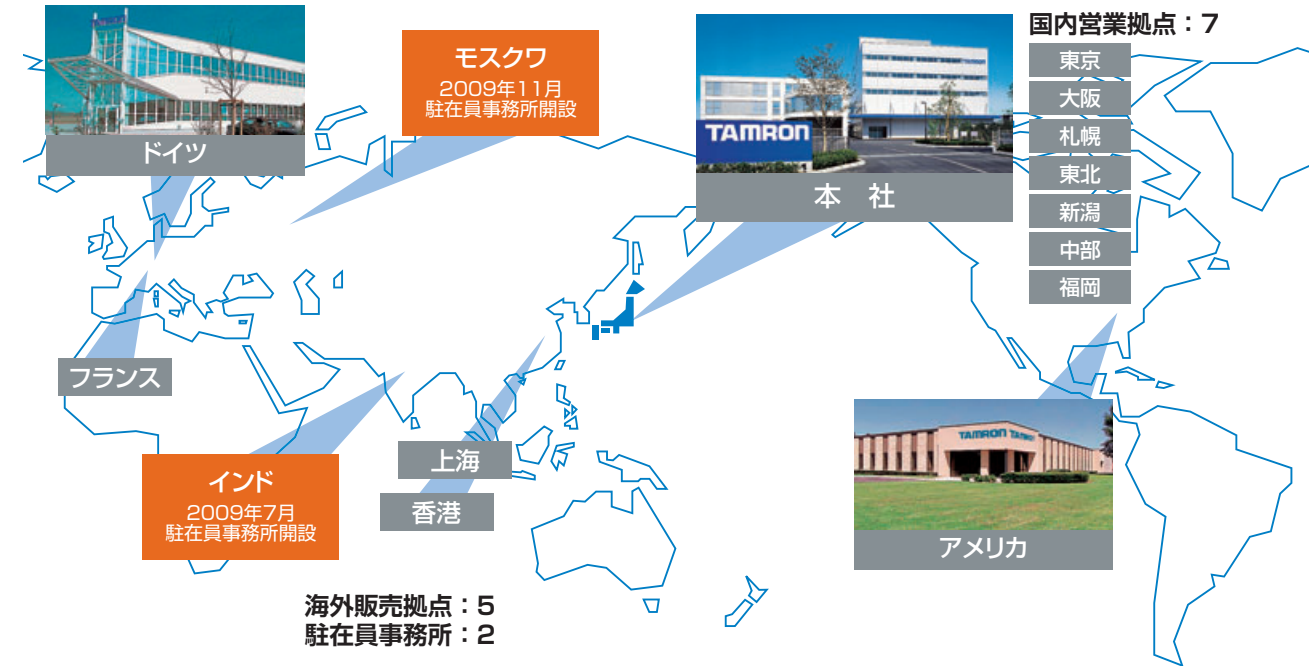 ドイツ
モスクワ
2009年11月
駐在員事務所開設
TAMRON
本 社
国内営業拠点：7
東京
大阪
札幌
東北
新潟
中部
福岡
フランス
インド
2009年7月
駐在員事務所開設
上海
香港
TAMRON
アメリカ
海外販売拠点：5
駐在員事務所：2